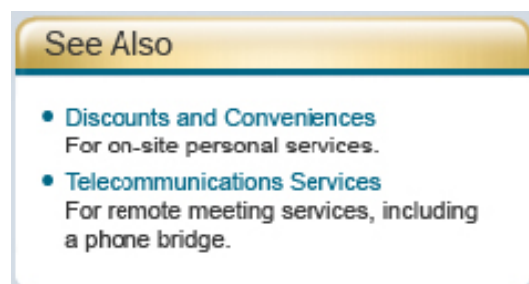 See Also
• Discounts and Conveniences
For on-site personal services.
• Telecommunications Services
For remote meeting services, including
a phone bridge.